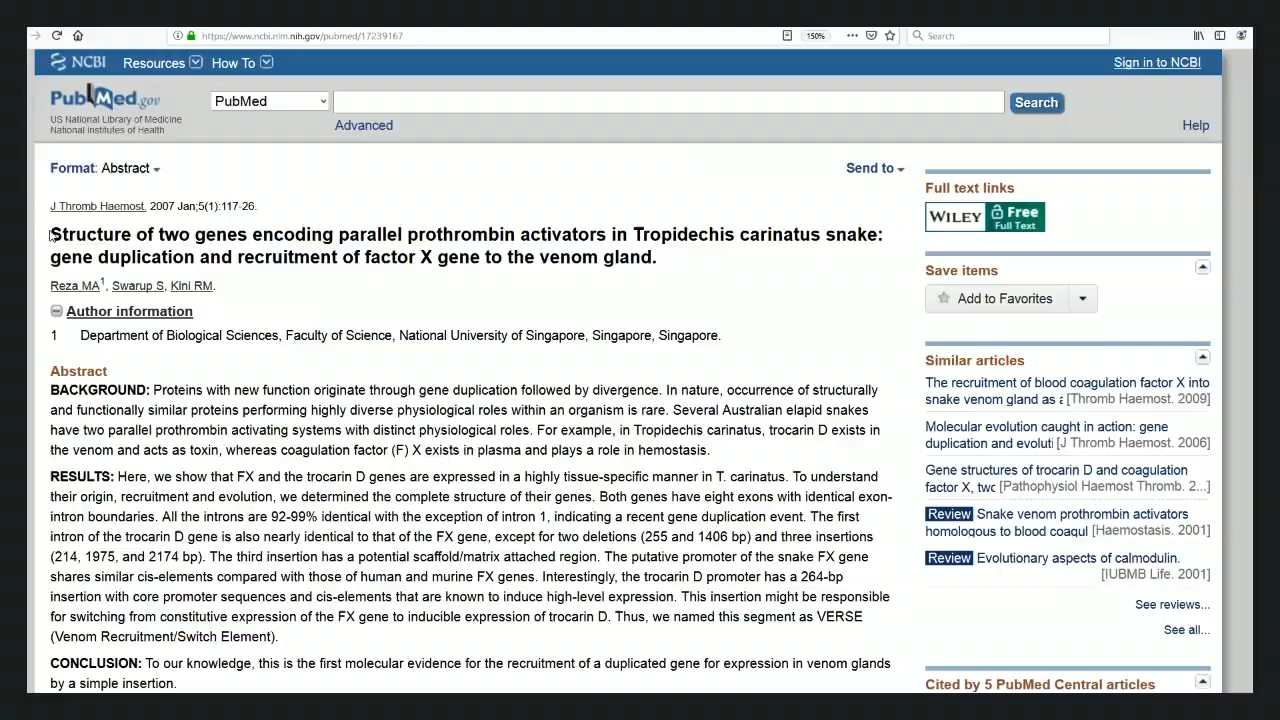 https://www.ncbi.nlm.nih.gov/pubmed/17239167
150%
Search
NCBI
Resources
How To
Sign in to NCBI
PubMed.gov
US National Library of Medicine
National Institutes of Health
PubMed
Search
Advanced
Help
Format: Abstract
Send to
J Thromb Haemost. 2007 Jan;5(1):117-26.
Structure of two genes encoding parallel prothrombin activators in Tropidechis carinatus snake:
gene duplication and recruitment of factor X gene to the venom gland.
Reza MA1, Swarup S, Kini RM.
Author information
1 Department of Biological Sciences, Faculty of Science, National University of Singapore, Singapore, Singapore.
Abstract
BACKGROUND: Proteins with new function originate through gene duplication followed by divergence. In nature, occurrence of structurally
and functionally similar proteins performing highly diverse physiological roles within an organism is rare. Several Australian elapid snakes
have two parallel prothrombin activating systems with distinct physiological roles. For example, in Tropidechis carinatus, trocarin D exists in
the venom and acts as toxin, whereas coagulation factor (F) X exists in plasma and plays a role in hemostasis.
RESULTS: Here, we show that FX and the trocarin D genes are expressed in a highly tissue-specific manner in T. carinatus. To understand
their origin, recruitment and evolution, we determined the complete structure of their genes. Both genes have eight exons with identical exon-
intron boundaries. All the introns are 92-99% identical with the exception of intron 1, indicating a recent gene duplication event. The first
intron of the trocarin D gene is also nearly identical to that of the FX gene, except for two deletions (255 and 1406 bp) and three insertions
(214, 1975, and 2174 bp). The third insertion has a potential scaffold/matrix attached region. The putative promoter of the snake FX gene
shares similar cis-elements compared with those of human and murine FX genes. Interestingly, the trocarin D promoter has a 264-bp
insertion with core promoter sequences and cis-elements that are known to induce high-level expression. This insertion might be responsible
for switching from constitutive expression of the FX gene to inducible expression of trocarin D. Thus, we named this segment as VERSE
(Venom Recruitment/Switch Element).
CONCLUSION: To our knowledge, this is the first molecular evidence for the recruitment of a duplicated gene for expression in venom glands
by a simple insertion.
Full text links
WILEY Free
Full Text
Save items
Add to Favorites
Similar articles
The recruitment of blood coagulation factor X into
snake venom gland as a [Thromb Haemost. 2009]
Molecular evolution caught in action: gene
duplication and evoluti [J Thromb Haemost. 2006]
Gene structures of trocarin D and coagulation
factor X, twc [Pathophysiol Haemost Thromb. 2...]
Review Snake venom prothrombin activators
homologous to blood coagul [Haemostasis. 2001]
Review Evolutionary aspects of calmodulin.
[IUBMB Life. 2001]
See reviews...
See all...
Cited by 5 PubMed Central articles